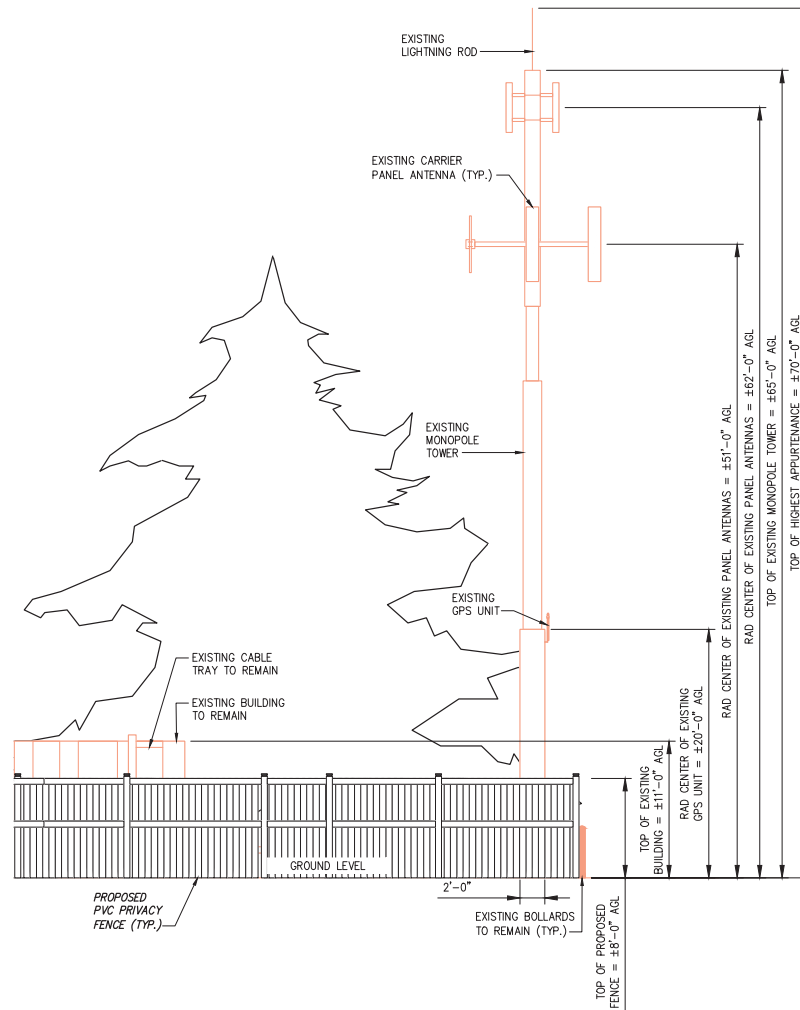 EXISTING
LIGHTNING ROD
EXISTING CARRIER
PANEL ANTENNA (TYP.)
EXISTING
MONOPOLE
TOWER
EXISTING
GPS UNIT
EXISTING CABLE
TRAY TO REMAIN
EXISTING BUILDING
TO REMAIN
GROUND LEVEL
2'-0"
PROPOSED
PVC PRIVACY
FENCE (TYP.)
EXISTING BOLLARDS
TO REMAIN (TYP.)
TOP OF PROPOSED
FENCE = ±8'-0" AGL
TOP OF EXISTING
BUILDING = ±11'-0" AGL
RAD CENTER OF EXISTING
GPS UNIT = ±20'-0" AGL
RAD CENTER OF EXISTING PANEL ANTENNAS = ±51'-0" AGL
RAD CENTER OF EXISTING PANEL ANTENNAS = ±62'-0" AGL
TOP OF EXISTING MONOPOLE TOWER = ±65'-0" AGL
TOP OF HIGHEST APPURTENANCE = ±70'-0" AGL